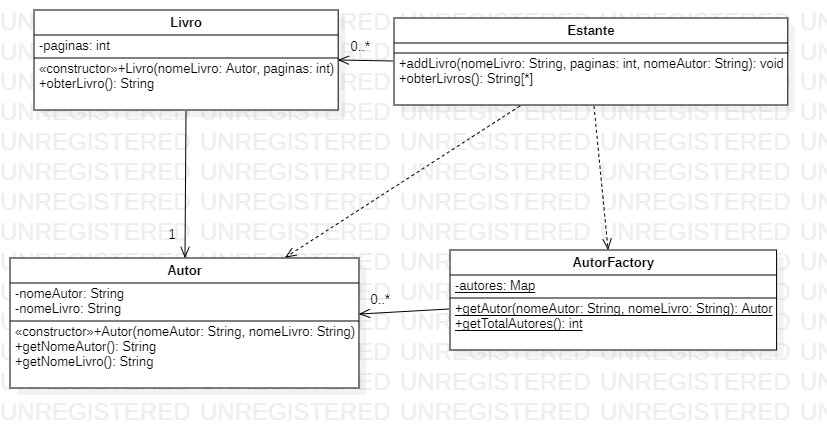 Livro
-paginas: int
«constructor»+Livro(nomeLivro: Autor, paginas: int)
+obterLivro(): String
0..*
Estante
+addLivro(nomeLivro: String, paginas: int, nomeAutor: String): void
+obterLivros(): String[*]
1
Autor
-nomeAutor: String
-nomeLivro: String
«constructor»+Autor(nomeAutor: String, nomeLivro: String)
+getNomeAutor(): String
+getNomeLivro(): String
0..*
AutorFactory
-autores: Map
+getAutor(nomeAutor: String, nomeLivro: String): Autor
+getTotalAutores(): int
UNREGISTERED